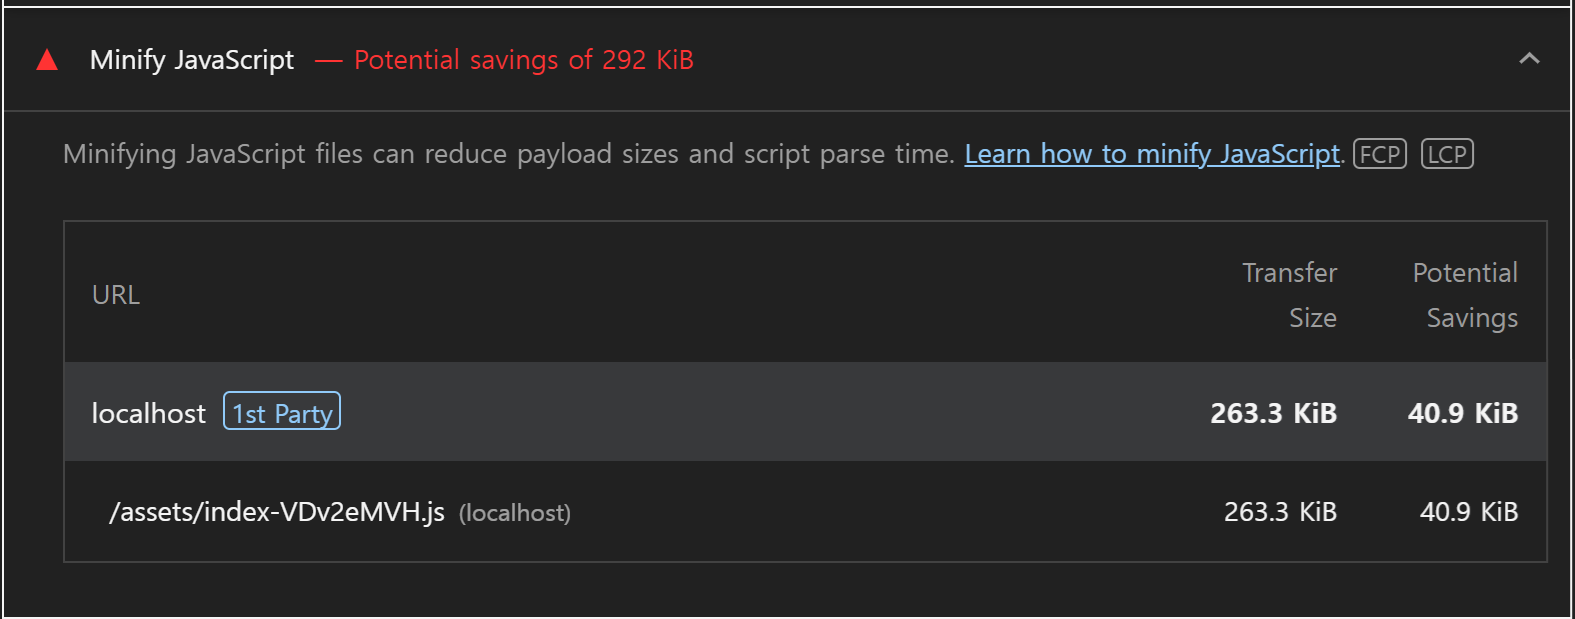 Minify JavaScript — Potential savings of 292 KiB
Minifying JavaScript files can reduce payload sizes and script parse time. Learn how to minify JavaScript. FCP LCP
URL
Transfer Size
Potential Savings
localhost 1st Party 263.3 KiB 40.9 KiB
/assets/index-VDv2eMVH.js (localhost) 263.3 KiB 40.9 KiB